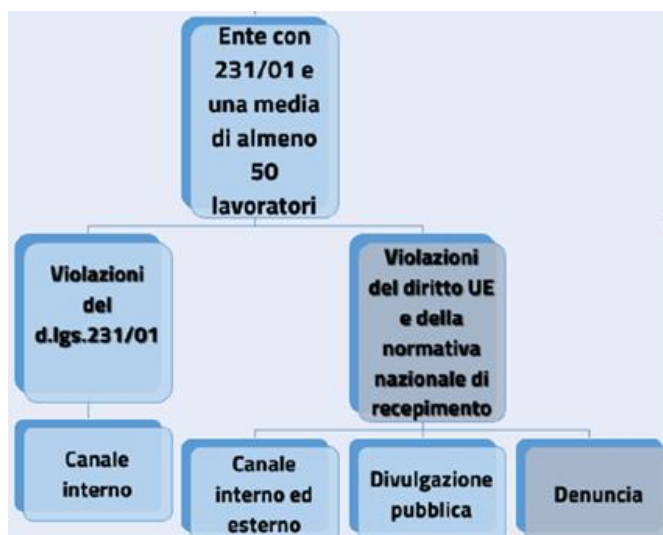 Ente con
231/01 e
una media
di almeno
50
lavoratori
Violazioni
del
d.lgs.231/01
Violazioni
del diritto UE
e della
normativa
nazionale di
recepimento
Canale
interno
Canale
interno ed
esterno
Divulgazione
pubblica
Denuncia